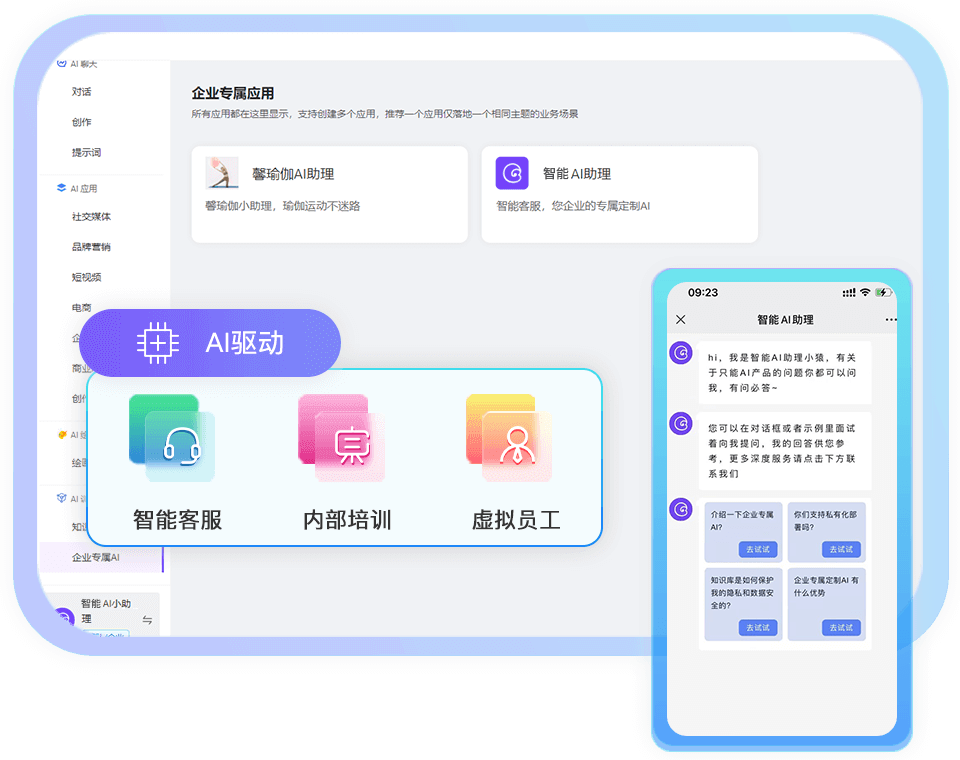 AI 聊天
对话
创作
提示词
AI 应用
社交媒体
品牌营销
短视频
电商
商业
AI
绘
AI
知
企业专属AI
智能 AI小助
理
企业专属应用
所有应用都在这里显示，支持创建多个应用，推荐一个应用仅落地一个相同主题的业务场景
馨瑜伽AI助理
馨瑜伽小助理，瑜伽运动不迷路
智能AI助理
智能客服，您企业的专属定制AI
AI驱动
智能客服
内部培训
虚拟员工
09:23
智能AI助理
hi，我是智能AI助理小猿，有关
于只能AI产品的问题你都可以问
我，有问必答~
您可以在对话框或者示例里面试
着向我提问，我的回答供您参
考，更多深度服务请点击下方联
系我们
介绍一下企业专属
AI?
去试试
你们支持私有化部
署吗?
去试试
知识库是如何保护
我的隐私和数据安
全的?
去试试
企业专属定制AI 有
什么优势
去试试